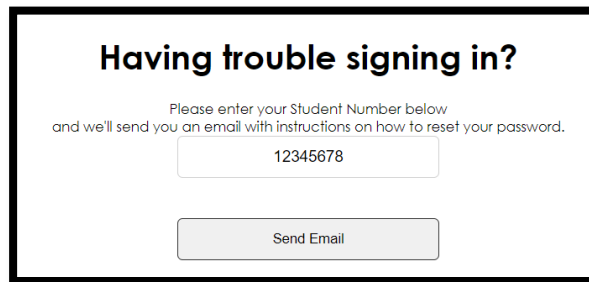 Having trouble signing in?
Please enter your Student Number below
and we'll send you an email with instructions on how to reset your password.
12345678
Send Email